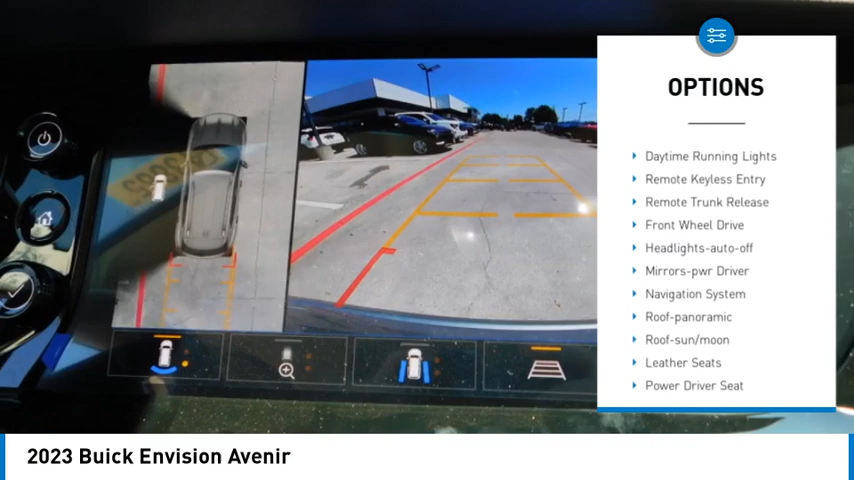 OPTIONS
Daytime Running Lights
Remote Keyless Entry
Remote Trunk Release
Front Wheel Drive
Headlights-auto-off
Mirrors-pwr Driver
Navigation System
Roof-panoramic
Roof-sun/moon
Leather Seats
Power Driver Seat
2023 Buick Envision Avenir